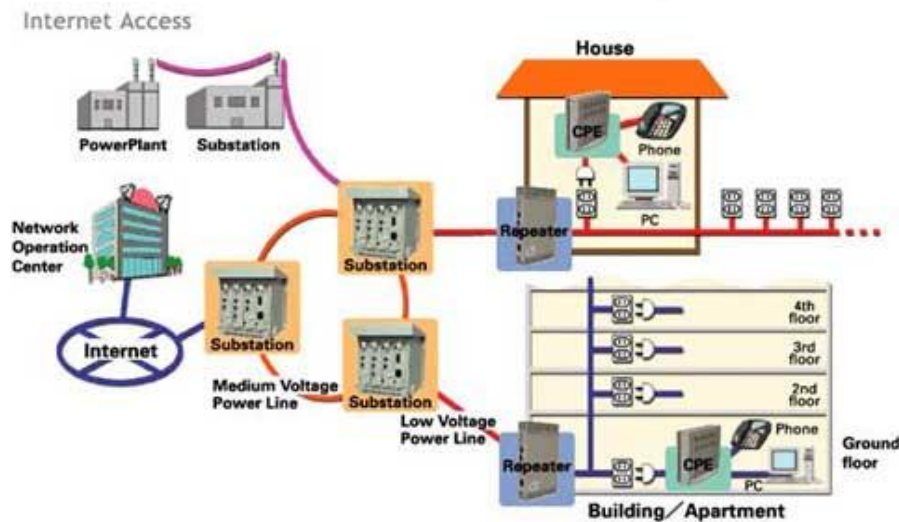 Internet Access
House
PowerPlant
Substation
CPE
Phone
PC
Network
Operation
Center
Substation
Repeater
Substation
Internet
4th
floor
3rd
floor
2nd
floor
Medium Voltage
Power Line
Substation
Low Voltage
Power Line
Repeater
CPE
Phone
PC
Ground
floor
Building/Apartment